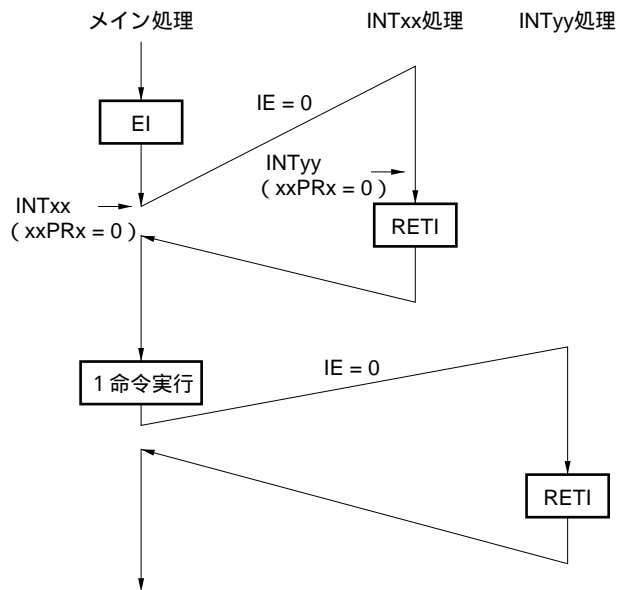 メイン処理 INTxx処理 INTyy処理
IE = 0
EI
INTyy
( xxPRx = 0 )
INTxx
( xxPRx = 0 )
RETI
1 命令実行
IE = 0
RETI